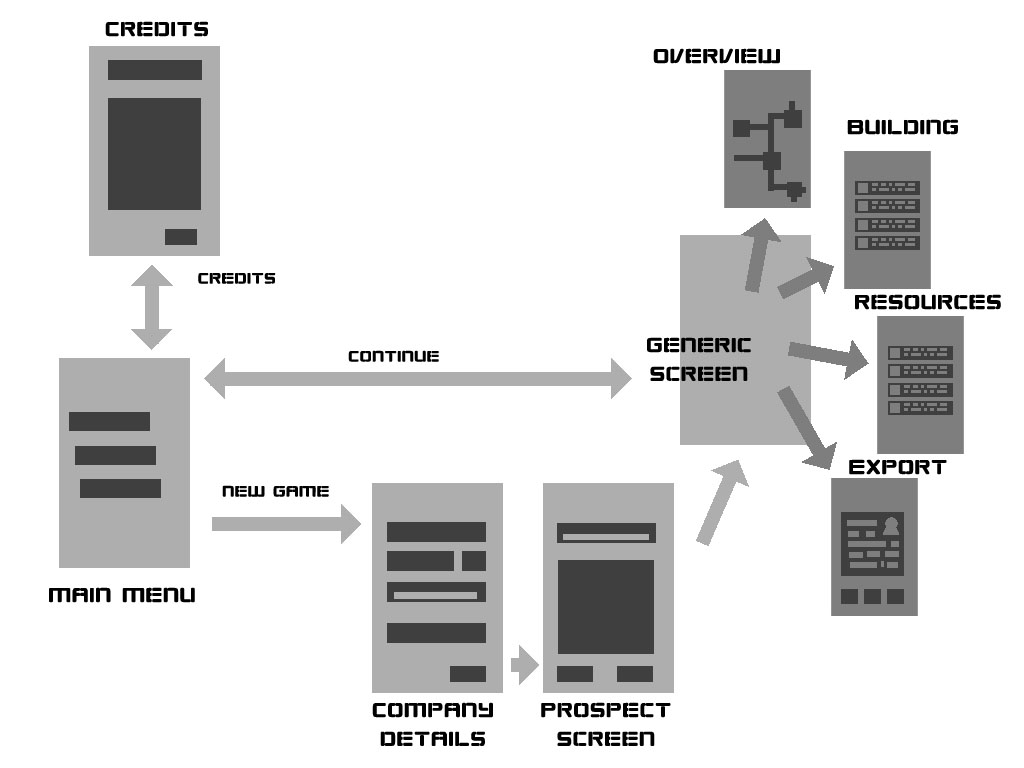 CREDITS
OVERVIEW
BUILDING
CREDITS
RESOURCES
CONTINUE
GENERIC
SCREEN
EXPORT
NEW GAME
MAIN MENU
COMPANY
DETAILS
PROSPECT
SCREEN